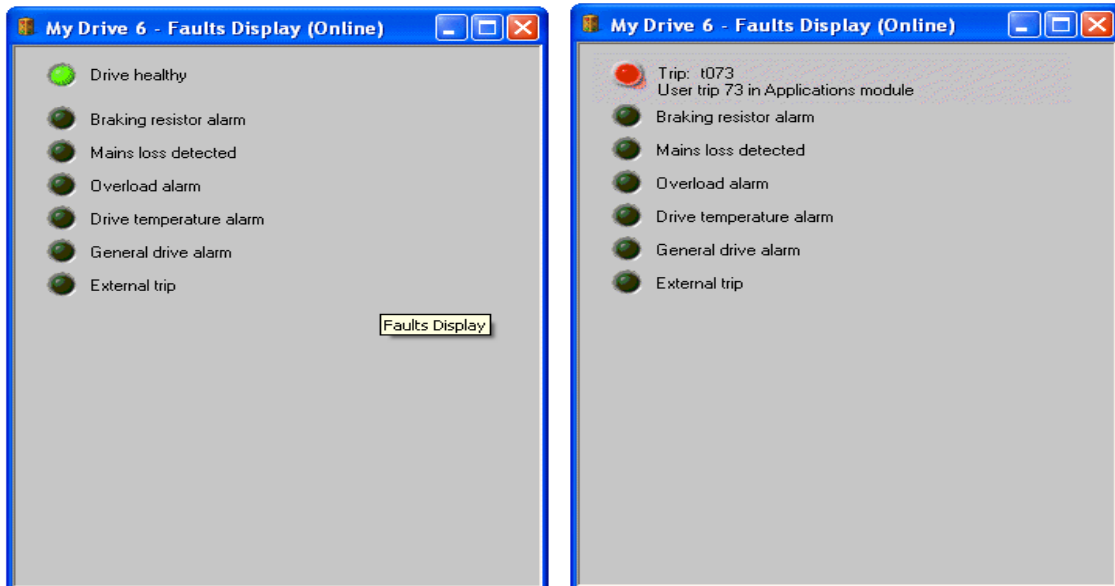 My Drive 6 - Faults Display (Online)
Drive healthy
Braking resistor alarm
Mains loss detected
Overload alarm
Drive temperature alarm
General drive alarm
External trip
Faults Display
My Drive 6 - Faults Display (Online)
Trip: t073
User trip 73 in Applications module
Braking resistor alarm
Mains loss detected
Overload alarm
Drive temperature alarm
General drive alarm
External trip